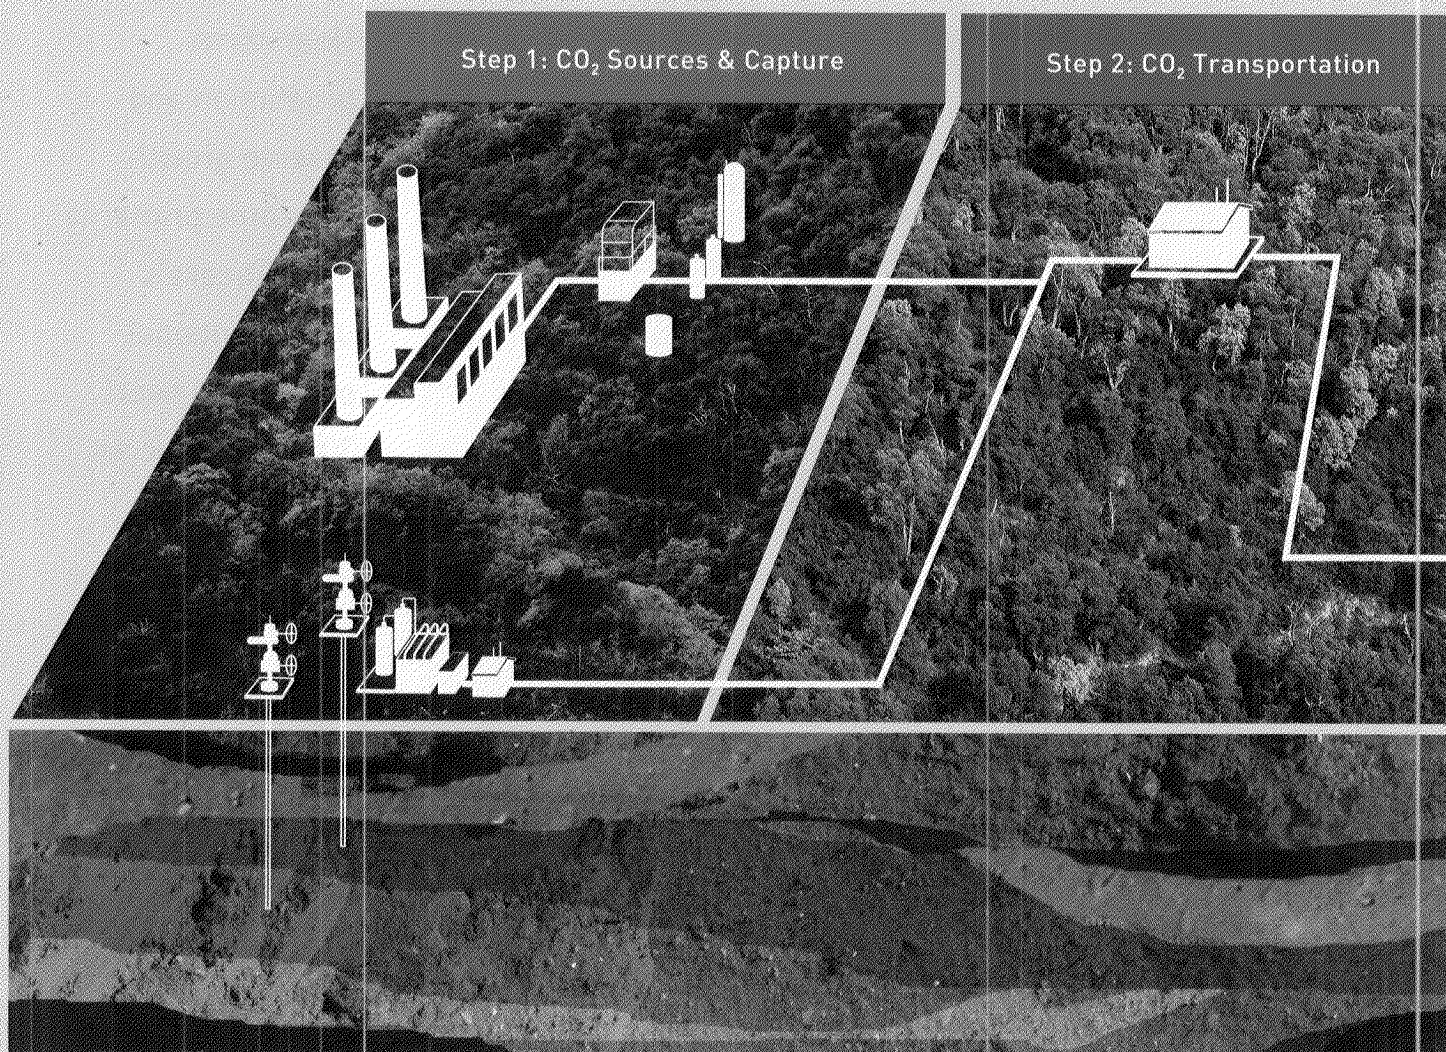 Step 1: CO₂ Sources & Capture
Step 2: CO₂ Transportation